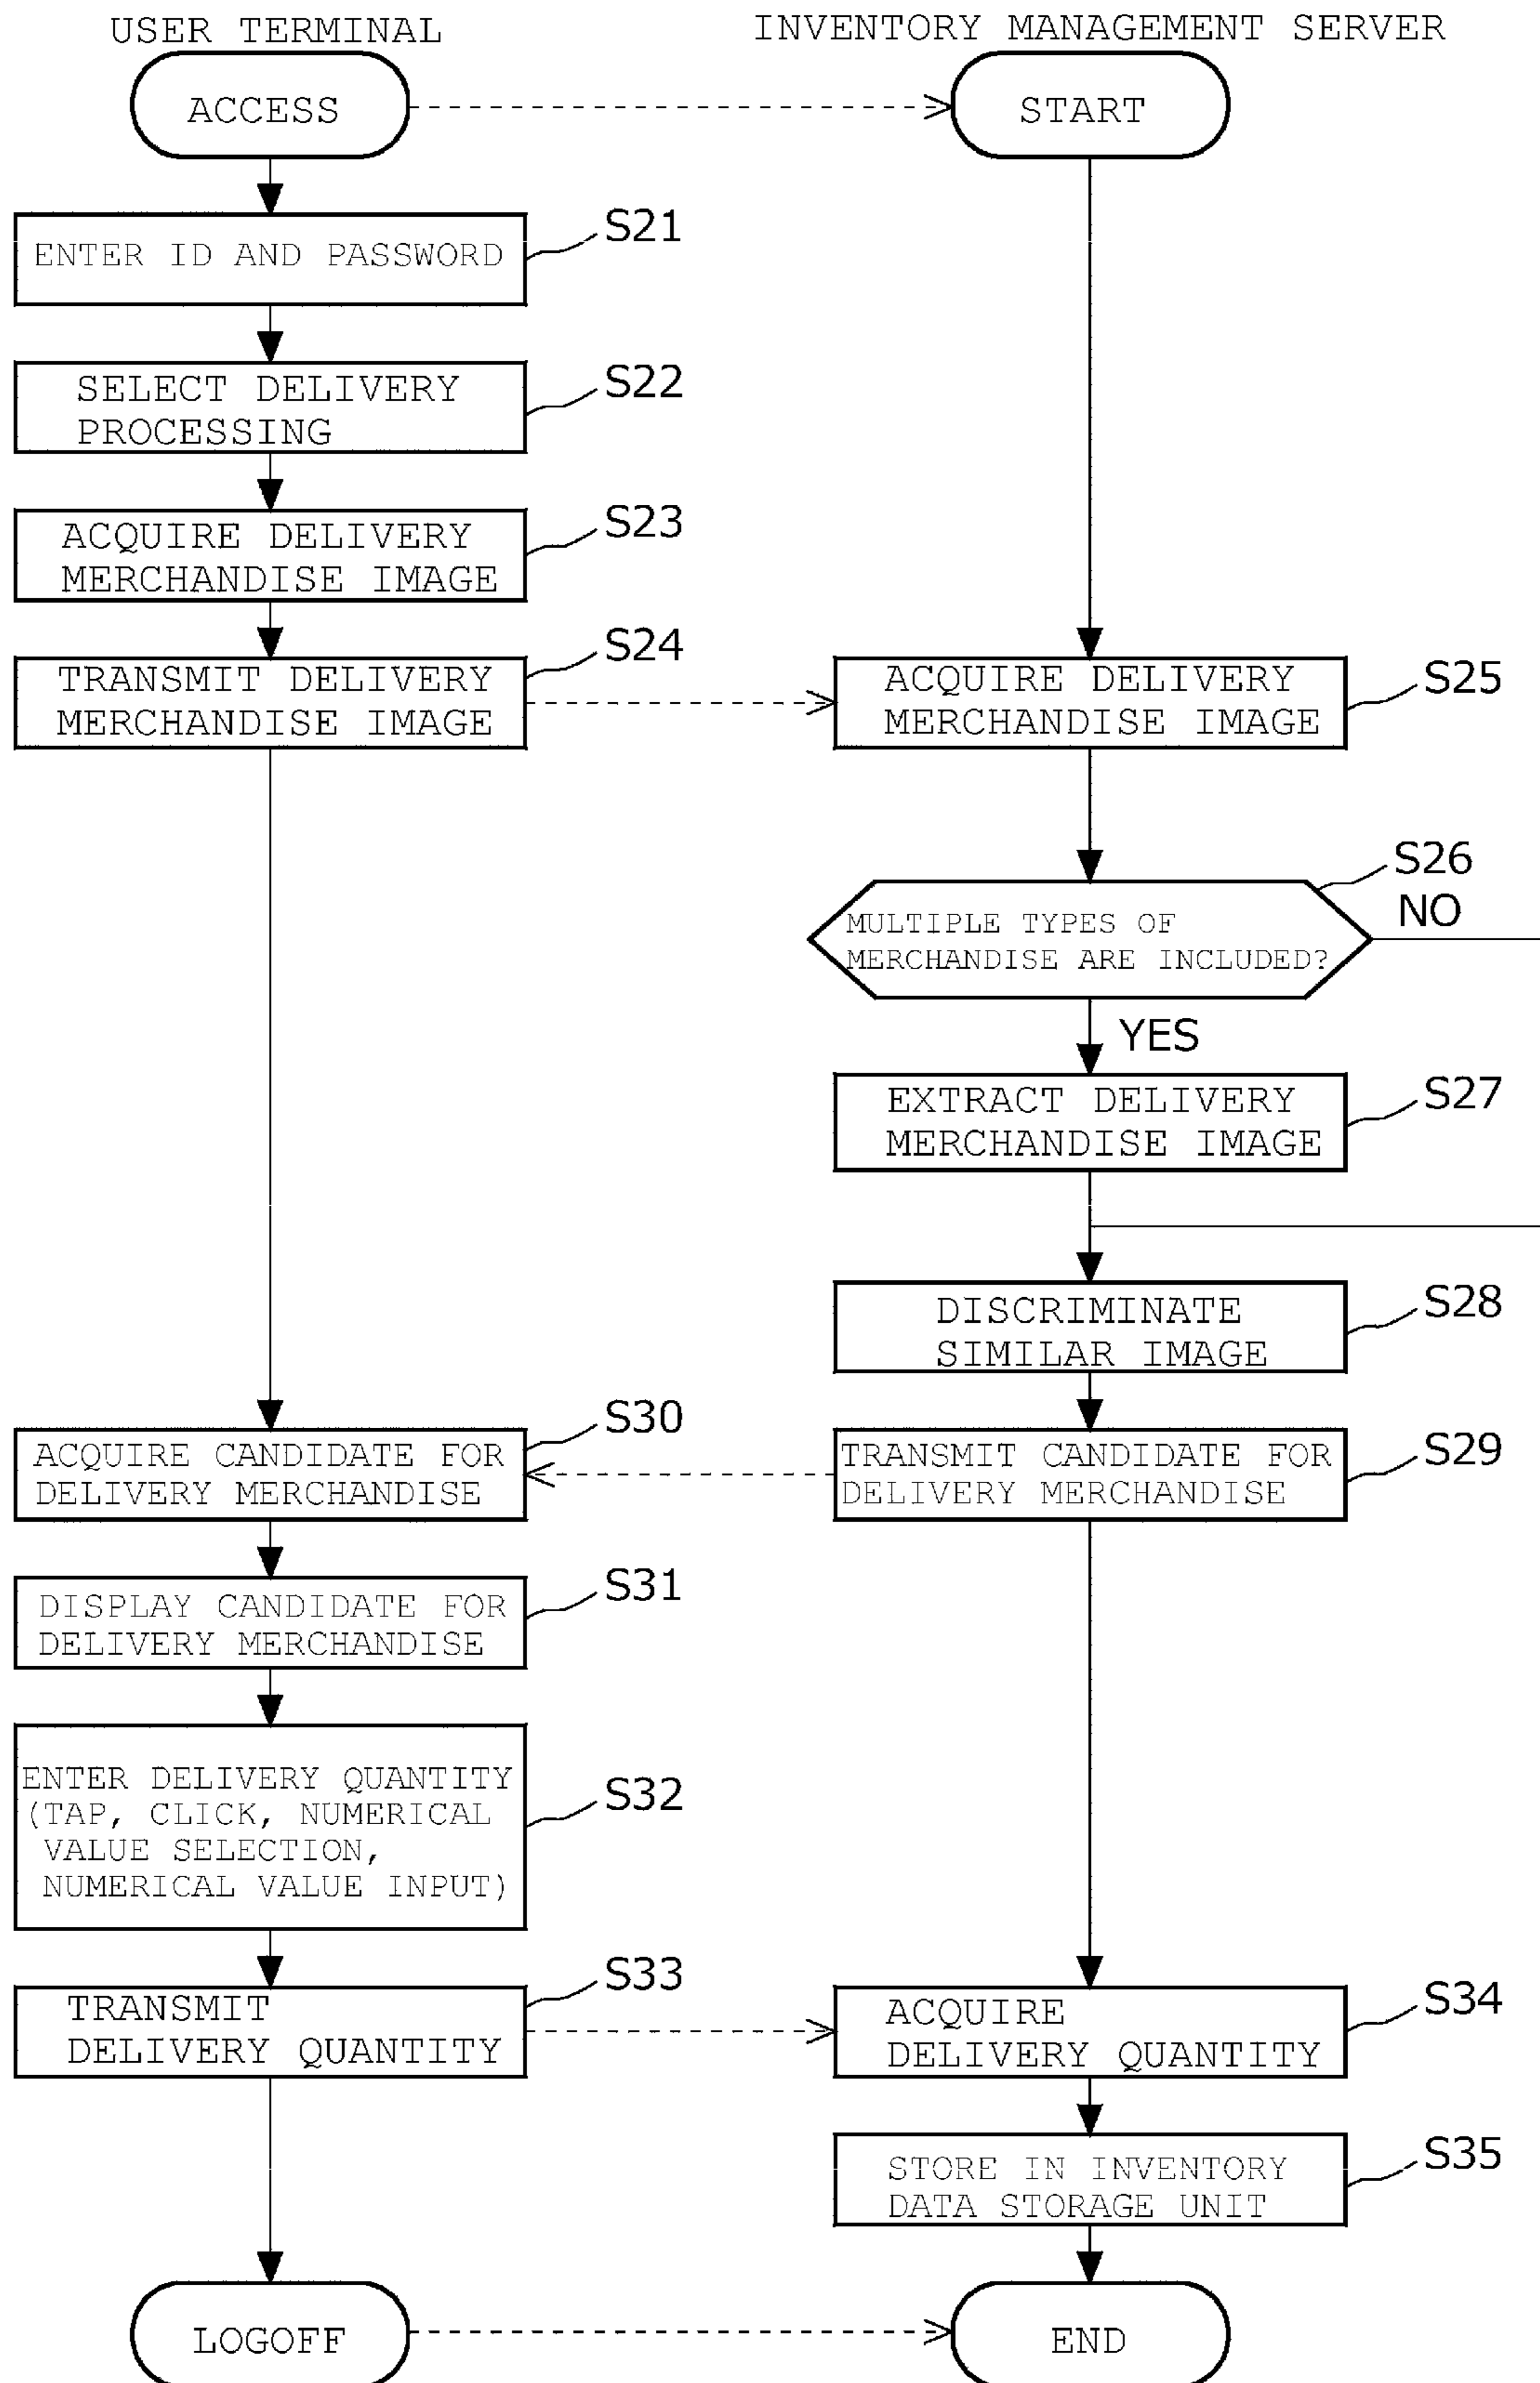 USER TERMINAL
INVENTORY MANAGEMENT SERVER
ACCESS
START
S21
ENTER ID AND PASSWORD
S22
SELECT DELIVERY
PROCESSING
S23
ACQUIRE DELIVERY
MERCHANDISE IMAGE
S24
TRANSMIT DELIVERY
MERCHANDISE IMAGE
S25
ACQUIRE DELIVERY
MERCHANDISE IMAGE
S26
NO
MULTIPLE TYPES OF
MERCHANDISE ARE INCLUDED?
YES
S27
EXTRACT DELIVERY
MERCHANDISE IMAGE
S28
DISCRIMINATE
SIMILAR IMAGE
S29
TRANSMIT CANDIDATE FOR
DELIVERY MERCHANDISE
S30
ACQUIRE CANDIDATE FOR
DELIVERY MERCHANDISE
S31
DISPLAY CANDIDATE FOR
DELIVERY MERCHANDISE
S32
ENTER DELIVERY QUANTITY
(TAP, CLICK, NUMERICAL
VALUE SELECTION,
NUMERICAL VALUE INPUT)
S33
TRANSMIT
DELIVERY QUANTITY
S34
ACQUIRE
DELIVERY QUANTITY
S35
STORE IN INVENTORY
DATA STORAGE UNIT
LOGOFF
END